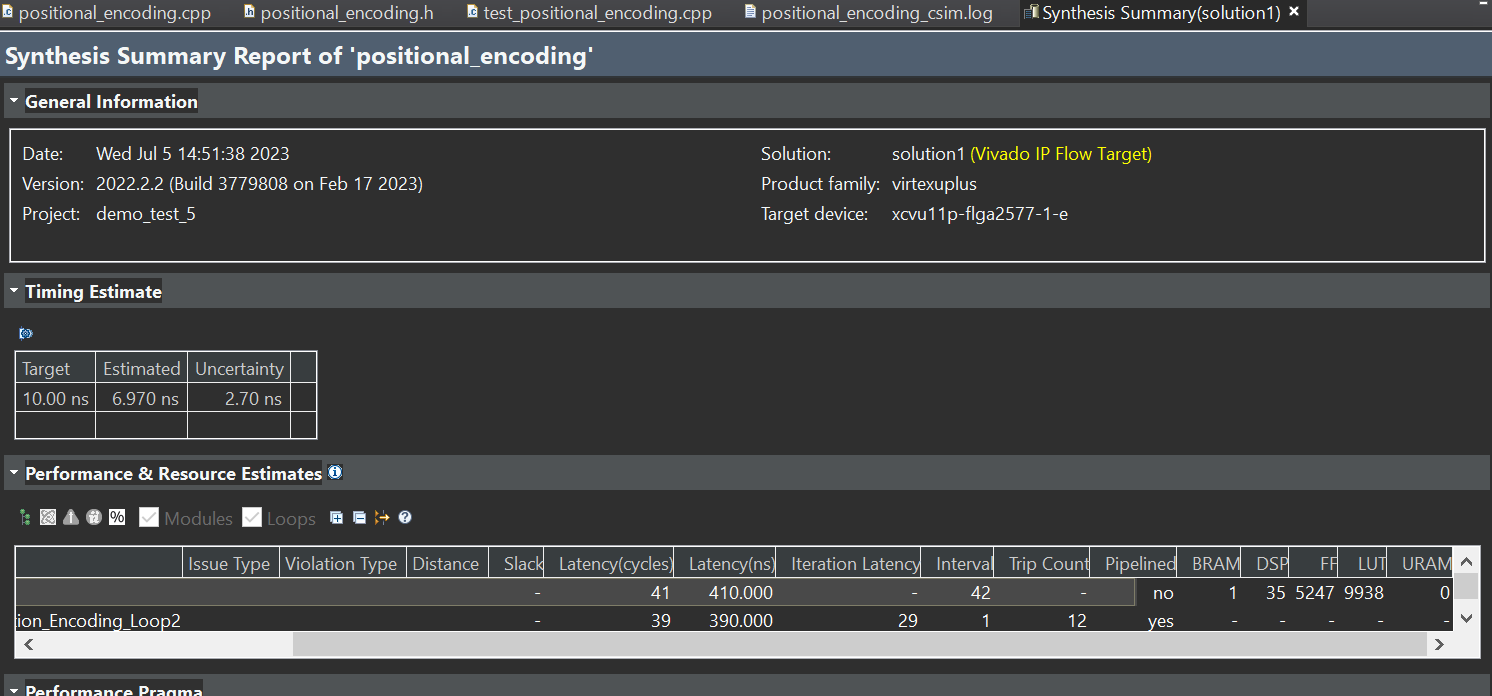 positional_encoding.cpp positional_encoding.h test_positional_encoding.cpp positional_encoding_csim.log Synthesis Summary(solution1)
Synthesis Summary Report of 'positional_encoding'
General Information
Date: Wed Jul 5 14:51:38 2023 Solution: solution1 (Vivado IP Flow Target)
Version: 2022.2.2 (Build 3779808 on Feb 17 2023) Product family: virtexuplus
Project: demo_test_5 Target device: xcvu11p-flga2577-1-e
Timing Estimate
Target Estimated Uncertainty
10.00 ns 6.970 ns 2.70 ns
Performance & Resource Estimates
% Modules Loops
Issue Type Violation Type Distance Slack Latency(cycles) Latency(ns) Iteration Latency Interval Trip Count Pipelined BRAM DSP FF LUT URAM
- 41 410.000 - 42 - no 1 35 5247 9938 0
ion_Encoding_Loop2 - 39 390.000 29 1 12 yes - - - - -
Performance Pragma